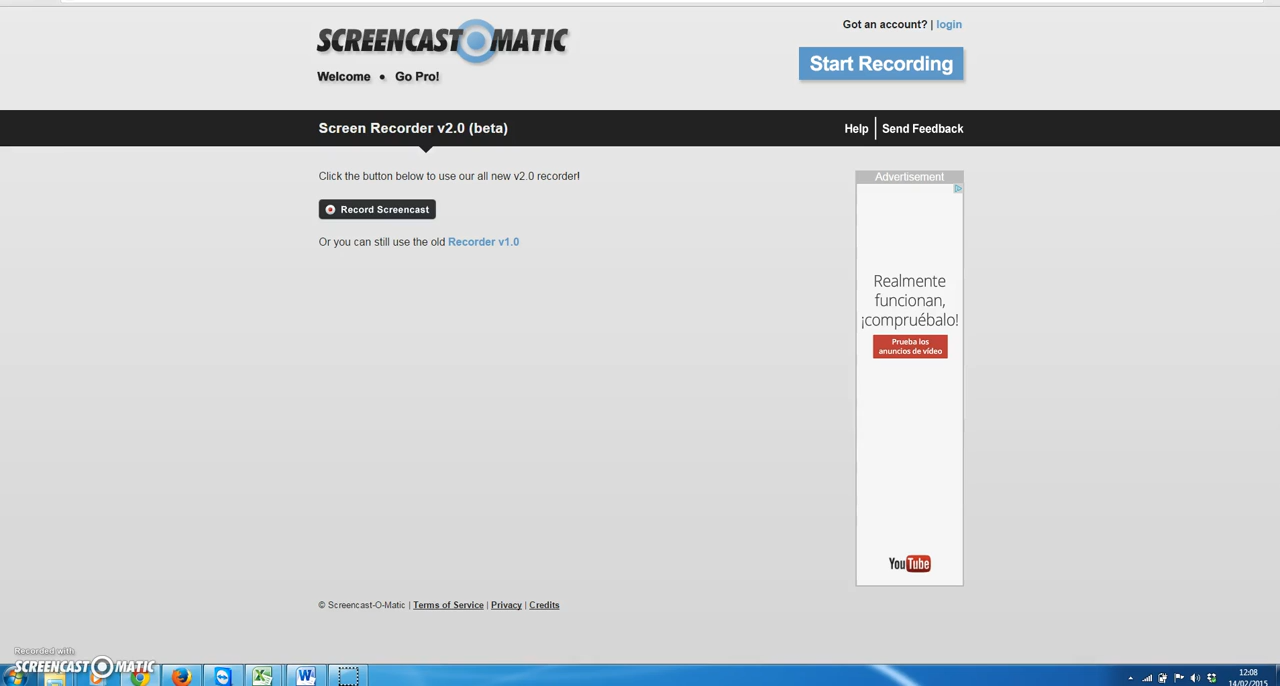 SCREENCAST MATIC
Got an account? | login
Start Recording
Welcome • Go Pro!
Screen Recorder v2.0 (beta)
Help | Send Feedback
Click the button below to use our all new v2.0 recorder!
Record Screencast
Or you can still use the old Recorder v1.0
Advertisement
Realmente
funcionan,
¡compruébalo!
Prueba los
anuncios de vídeo
YouTube
© Screencast-O-Matic | Terms of Service | Privacy | Credits
Recorded with
SCREENCAST MATIC
12:08
14/02/2015